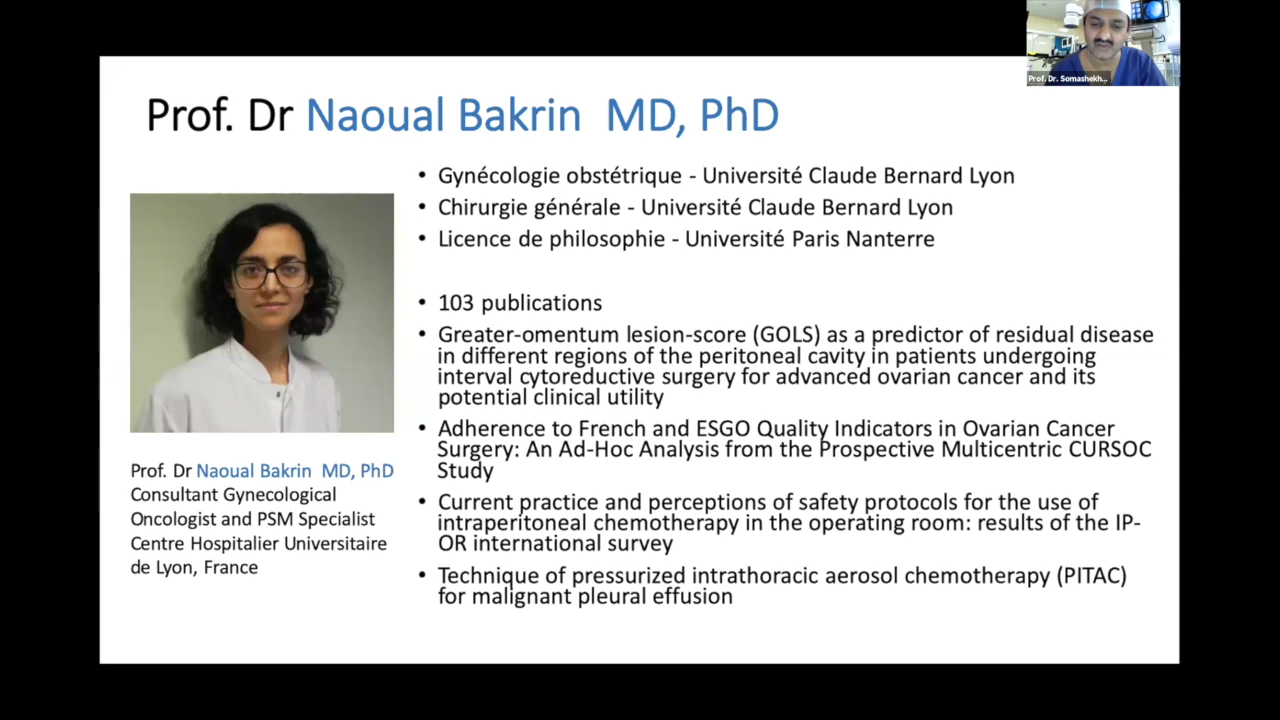 Prof. Dr. Somashekh...
Prof. Dr Naoual Bakrin MD, PhD
• Gynécologie obstétrique - Université Claude Bernard Lyon
• Chirurgie générale - Université Claude Bernard Lyon
• Licence de philosophie - Université Paris Nanterre
• 103 publications
• Greater-omentum lesion-score (GOLS) as a predictor of residual disease
in different regions of the peritoneal cavity in patients undergoing
interval cytoreductive surgery for advanced ovarian cancer and its
potential clinical utility
• Adherence to French and ESGO Quality Indicators in Ovarian Cancer
Surgery: An Ad-Hoc Analysis from the Prospective Multicentric CURSOC
Study
• Current practice and perceptions of safety protocols for the use of
intraperitoneal chemotherapy in the operating room: results of the IP-
OR international survey
• Technique of pressurized intrathoracic aerosol chemotherapy (PITAC)
for malignant pleural effusion
Prof. Dr Naoual Bakrin MD, PhD
Consultant Gynecological
Oncologist and PSM Specialist
Centre Hospitalier Universitaire
de Lyon, France